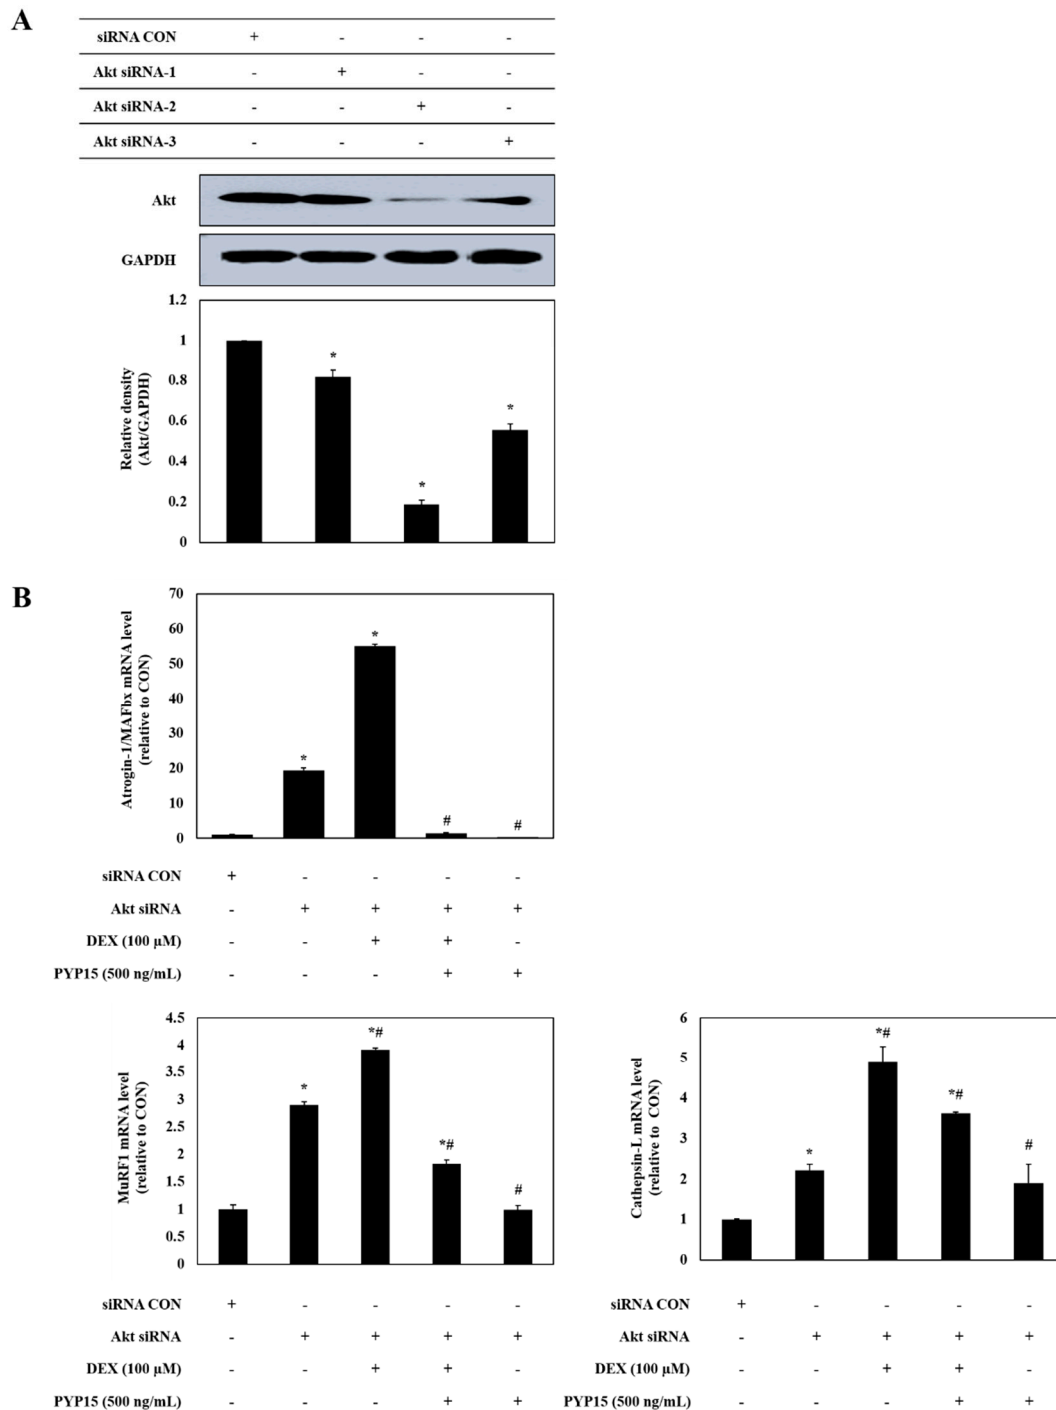 A
siRNA CON + - - -
Akt siRNA-1 - + - -
Akt siRNA-2 - - + -
Akt siRNA-3 - - - +
Akt
GAPDH
Relative density
(Akt/GAPDH)
1.2
1
0.8
0.6
0.4
0.2
0
*
*
*
B
Atrogin-1/MAFbx mRNA level
(relative to CON)
70
60
50
40
30
20
10
0
*
*
#
#
siRNA CON + - - - -
Akt siRNA - + + + +
DEX (100 μM) - - + + -
PYP15 (500 ng/mL) - - - + +
MuRF1 mRNA level
(relative to CON)
4.5
4
3.5
3
2.5
2
1.5
1
0.5
0
*
*#
*#
#
siRNA CON + - - - -
Akt siRNA - + + + +
DEX (100 μM) - - + + -
PYP15 (500 ng/mL) - - - + +
Cathepsin-L mRNA level
(relative to CON)
6
5
4
3
2
1
0
*
*#
*#
#
siRNA CON + - - - -
Akt siRNA - + + + +
DEX (100 μM) - - + + -
PYP15 (500 ng/mL) - - - + +